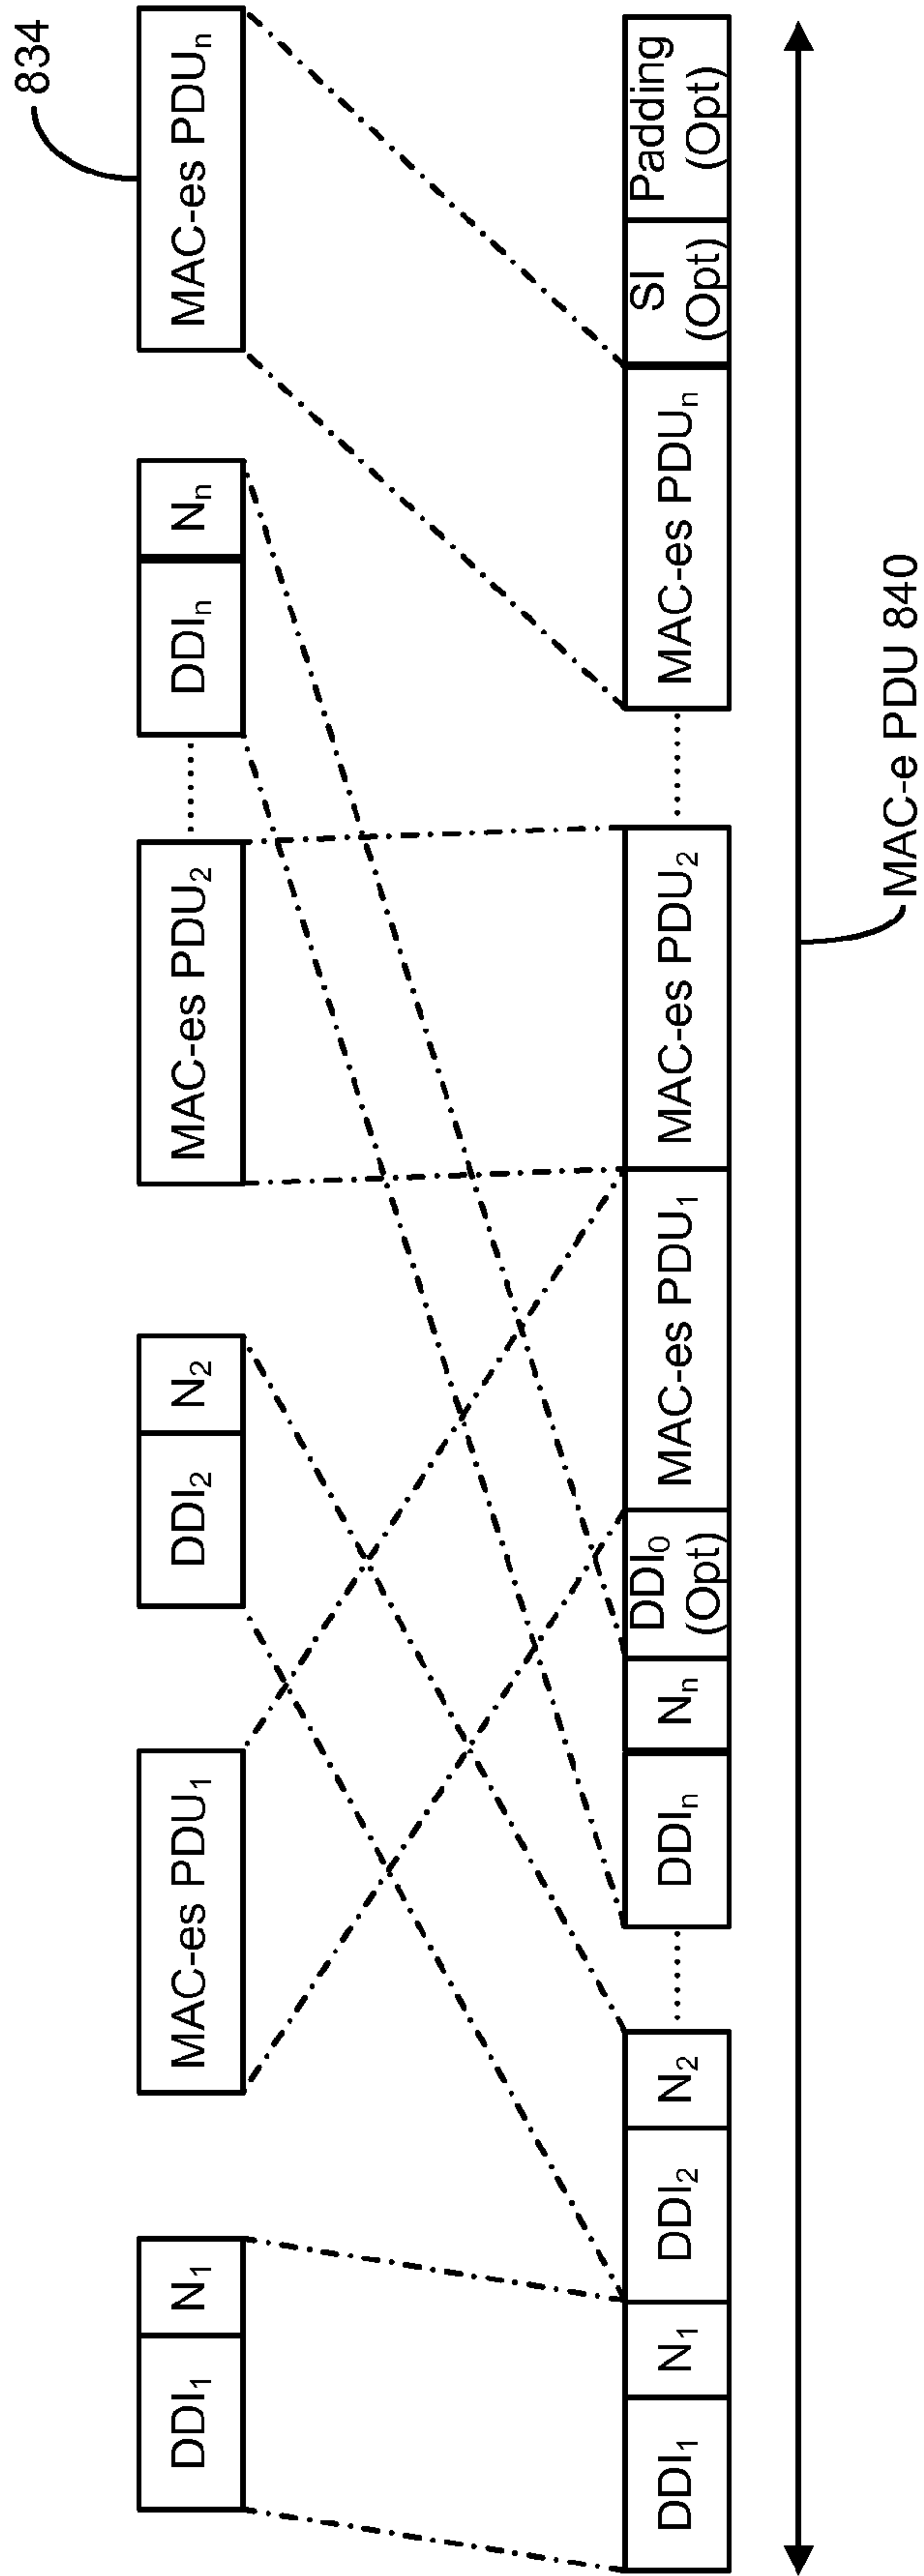 DDI₁ N₁ MAC-es PDU₁ DDI₂ N₂ MAC-es PDU₂ ........ DDIₙ Nₙ MAC-es PDUₙ
834
DDI₁ N₁ DDI₂ N₂ ........ DDIₙ Nₙ DDI₀ (Opt) MAC-es PDU₁ MAC-es PDU₂ ........ MAC-es PDUₙ SI (Opt) Padding (Opt)
MAC-e PDU 840